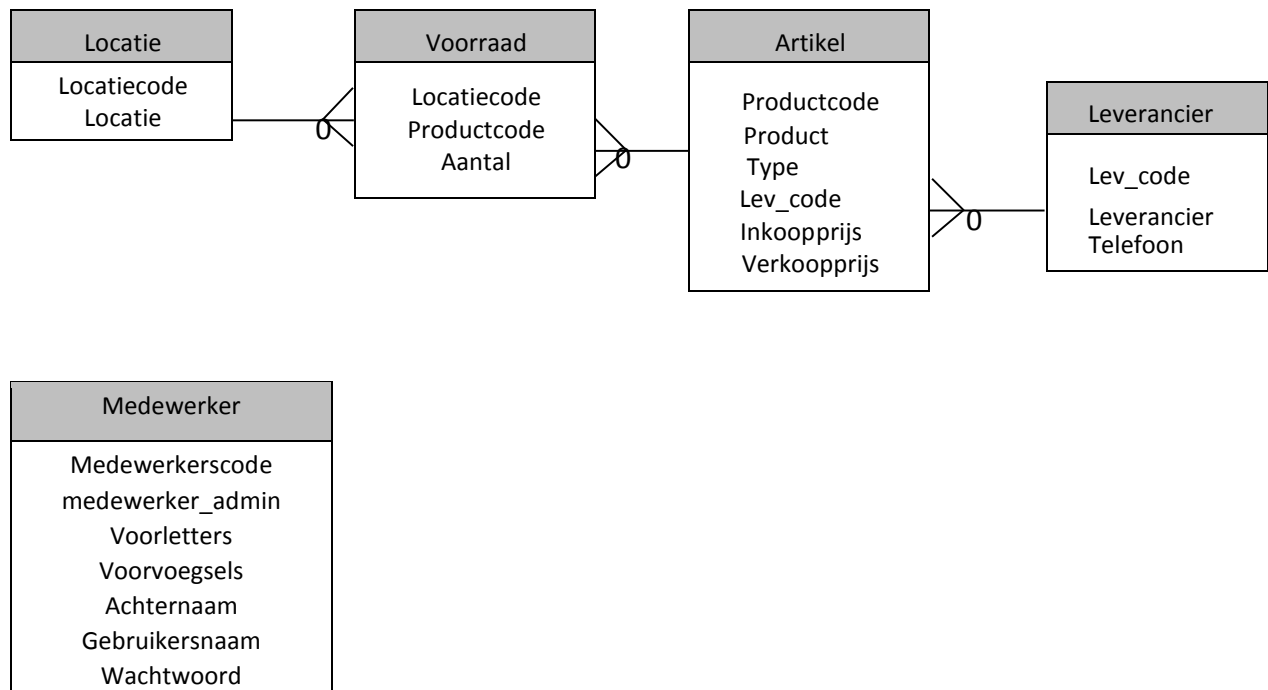 Locatie
Locatiecode
Locatie
0
Voorraad
Locatiecode
Productcode
Aantal
0
Artikel
Productcode
Product
Type
Lev_code
Inkoopprijs
Verkoopprijs
0
Leverancier
Lev_code
Leverancier
Telefoon
Medewerker
Medewerkerscode
medewerker_admin
Voorletters
Voorvoegsels
Achternaam
Gebruikersnaam
Wachtwoord